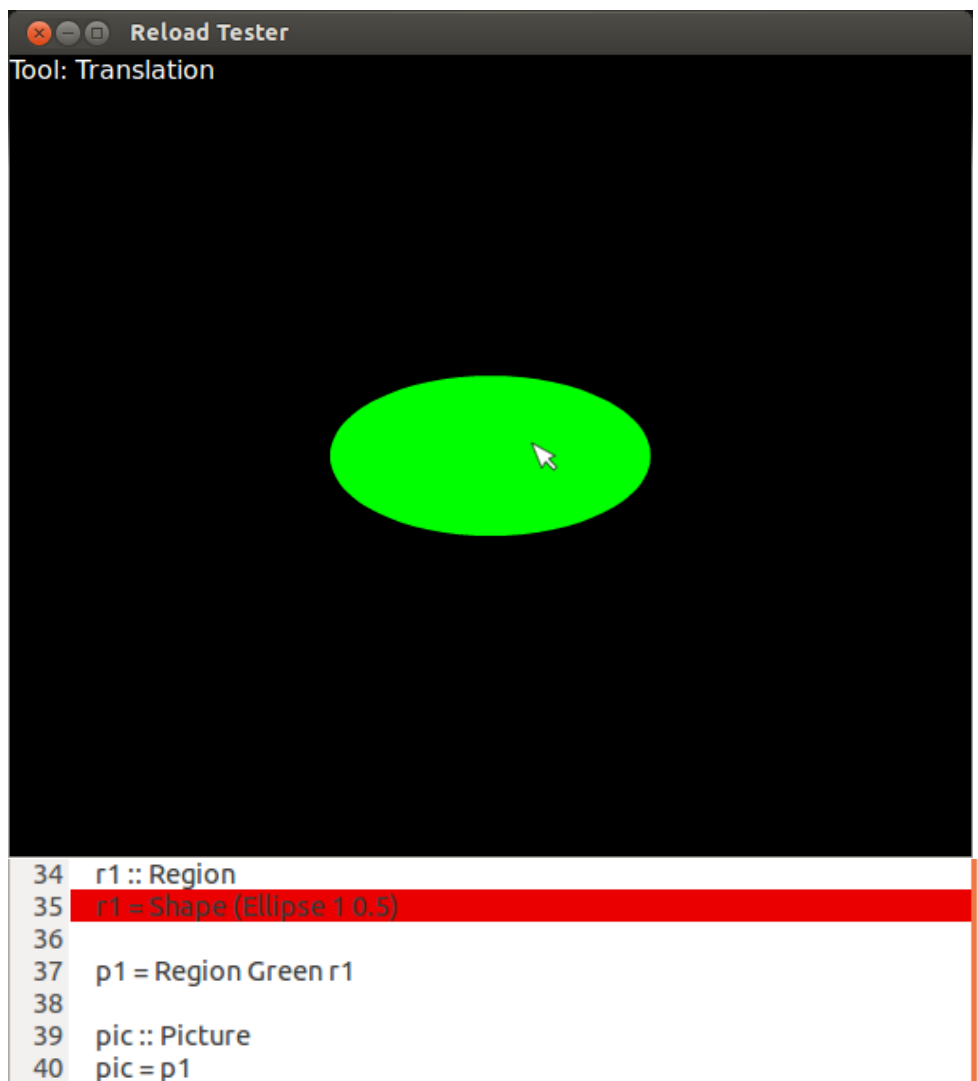 Reload Tester
Tool: Translation
34 r1 :: Region
35 r1 = Shape (Ellipse 1 0.5)
36
37 p1 = Region Green r1
38
39 pic :: Picture
40 pic = p1